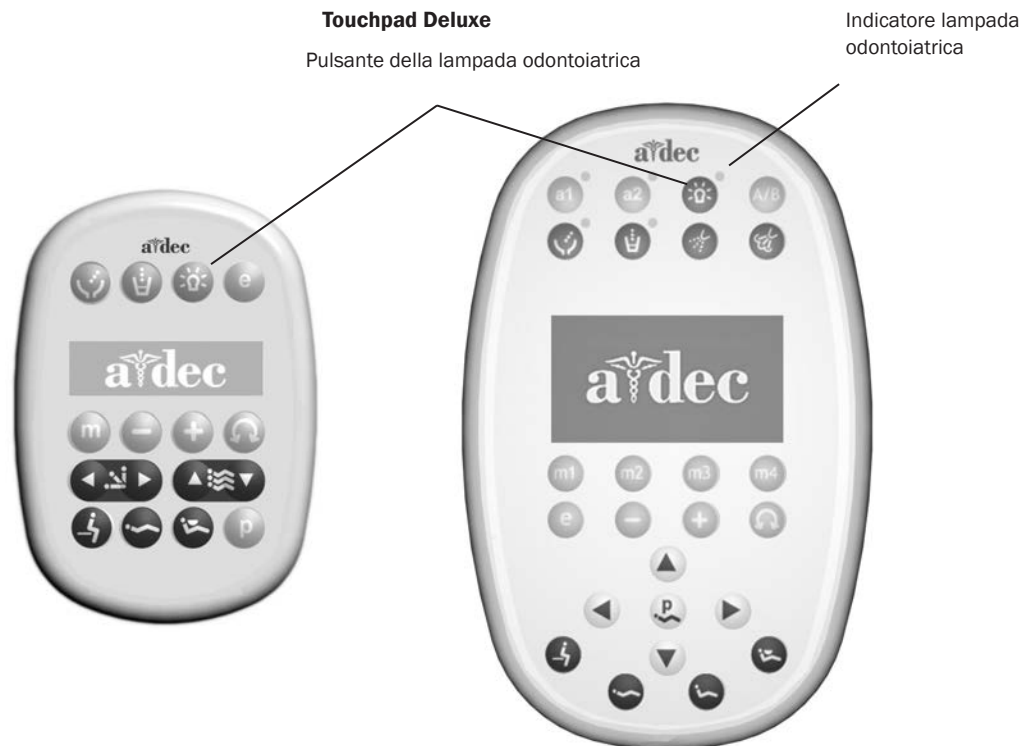 Touchpad Deluxe
Pulsante della lampada odontoiatrica
Indicatore lampada
odontoiatrica
a dec
e
a dec
m
p
a dec
a1 a2 A/B
a dec
m1 m2 m3 m4
e
p